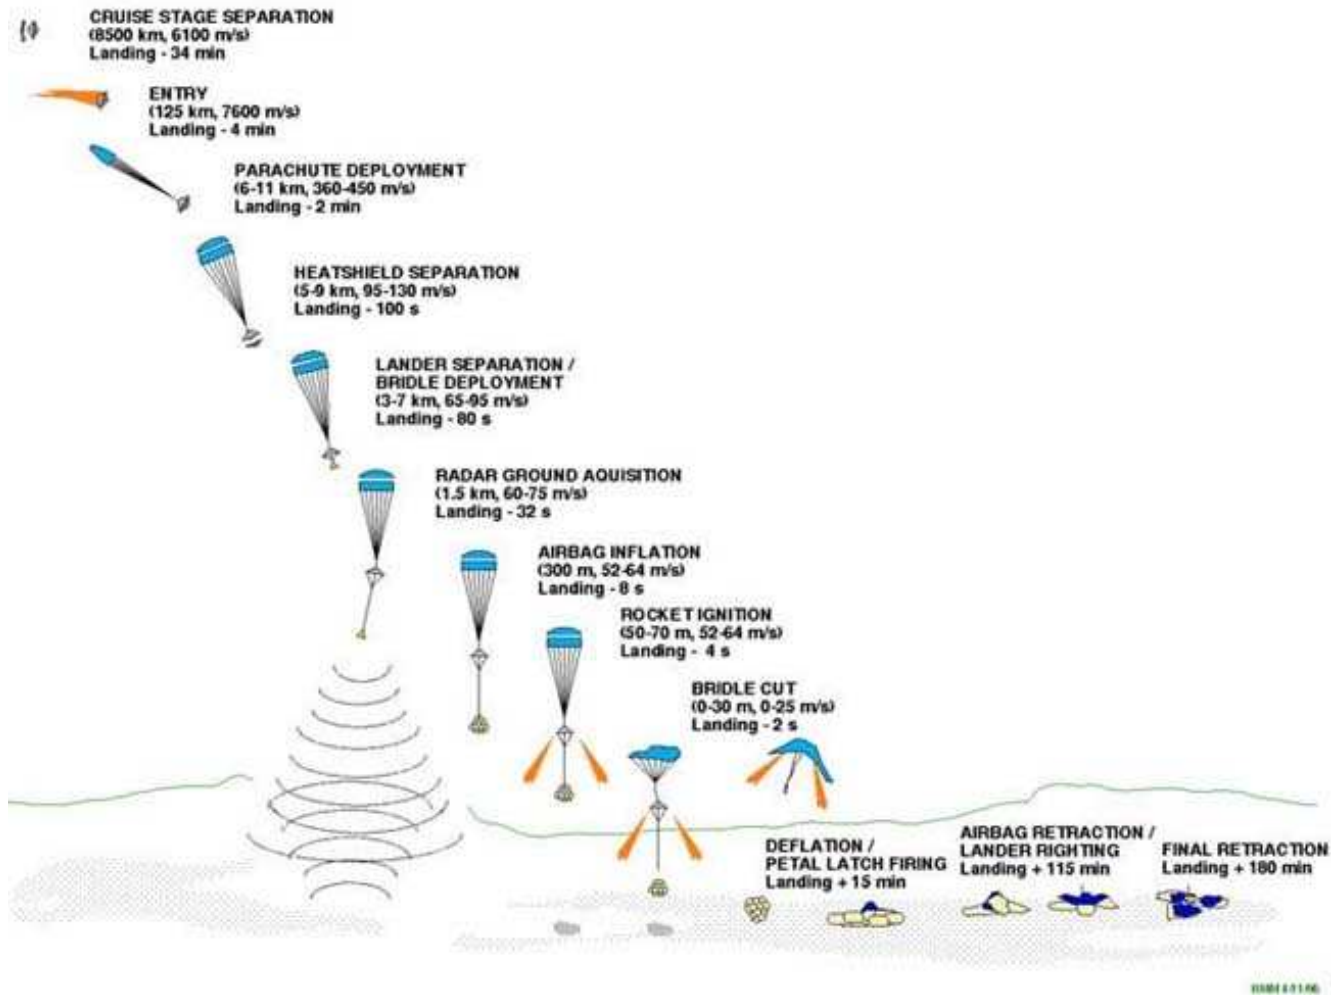 CRUISE STAGE SEPARATION
(8500 km, 6100 m/s)
Landing - 34 min
ENTRY
(125 km, 7600 m/s)
Landing - 4 min
PARACHUTE DEPLOYMENT
(6-11 km, 360-450 m/s)
Landing - 2 min
HEATSHIELD SEPARATION
(5-9 km, 95-130 m/s)
Landing - 100 s
LANDER SEPARATION /
BRIDLE DEPLOYMENT
(3-7 km, 65-95 m/s)
Landing - 80 s
RADAR GROUND AQUISITION
(1.5 km, 60-75 m/s)
Landing - 32 s
AIRBAG INFLATION
(300 m, 52-64 m/s)
Landing - 8 s
ROCKET IGNITION
(50-70 m, 52-64 m/s)
Landing - 4 s
BRIDLE CUT
(0-30 m, 0-25 m/s)
Landing - 2 s
DEFLATION /
PETAL LATCH FIRING
Landing + 15 min
AIRBAG RETRACTION /
LANDER RIGHTING
Landing + 115 min
FINAL RETRACTION
Landing + 180 min